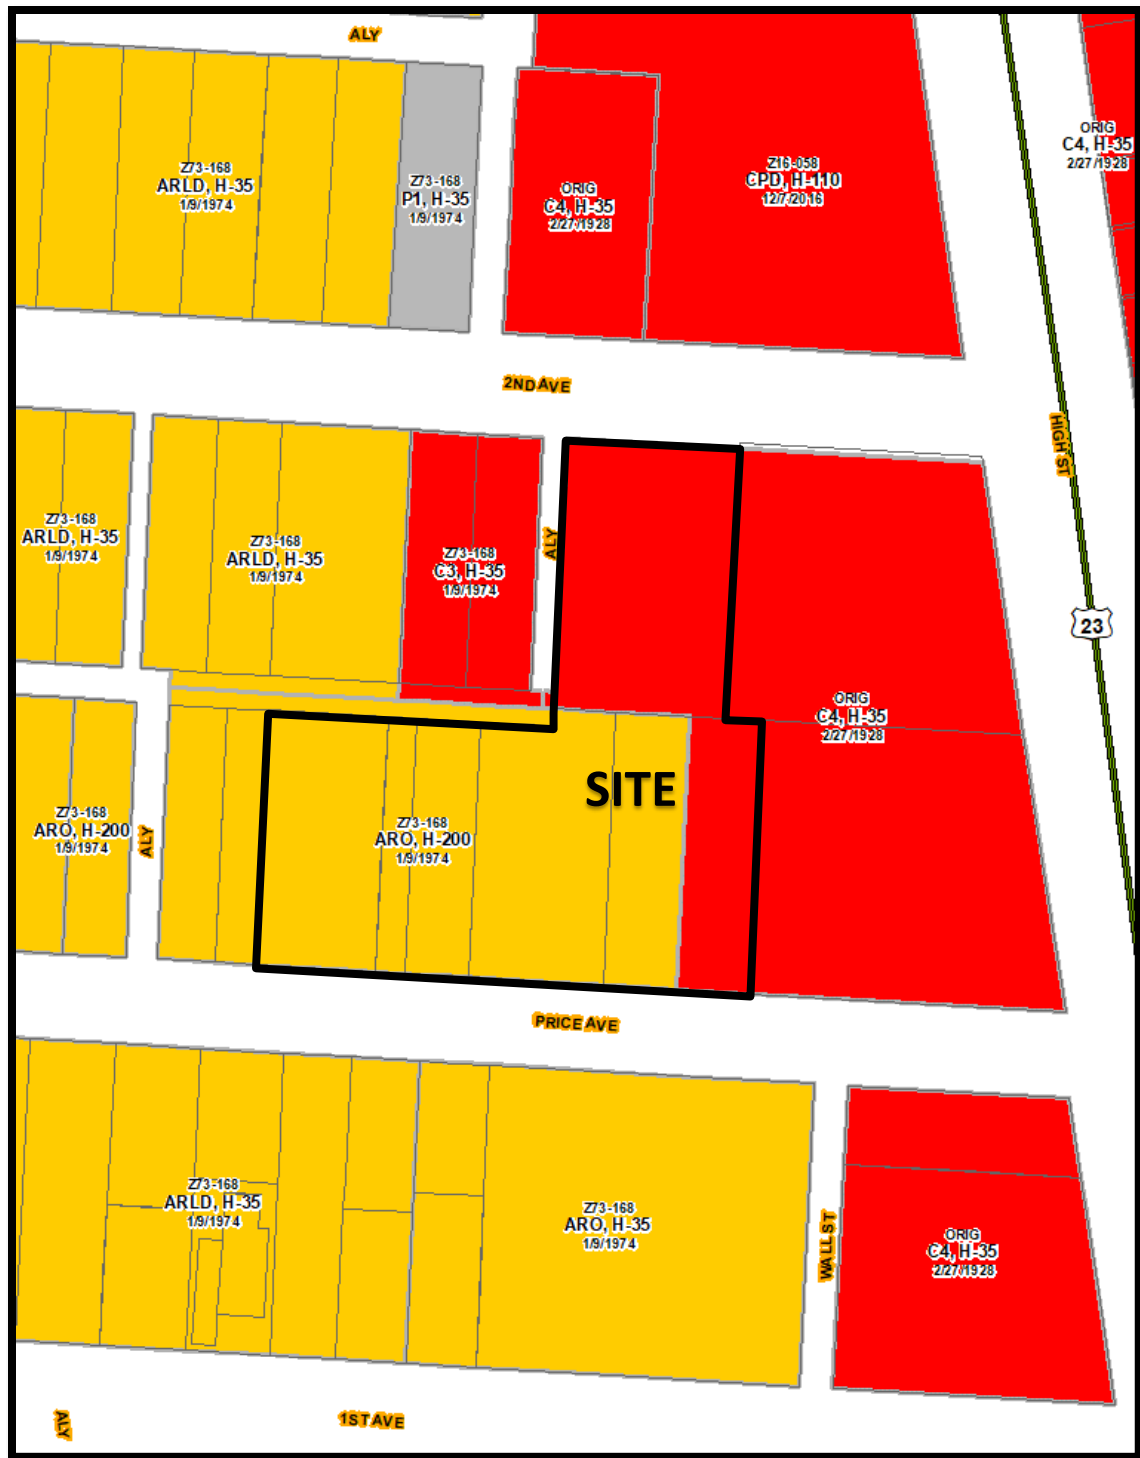 ALY
ORIG
C4, H-35
2/27/1928
Z73-168
ARLD, H-35
1/9/1974
Z73-168
P1, H-35
1/9/1974
ORIG
C4, H-35
2/27/1928
Z16-058
CPD, H-110
12/7/2016
2ND AVE
HIGH ST
Z73-168
ARLD, H-35
1/9/1974
Z73-168
ARLD, H-35
1/9/1974
Z73-168
C3, H-35
1/9/1974
ALY
23
ORIG
C4, H-35
2/27/1928
SITE
Z73-168
ARO, H-200
1/9/1974
ALY
Z73-168
ARO, H-200
1/9/1974
PRICE AVE
Z73-168
ARLD, H-35
1/9/1974
Z73-168
ARO, H-35
1/9/1974
WALL ST
ORIG
C4, H-35
2/27/1928
ALY
1ST AVE